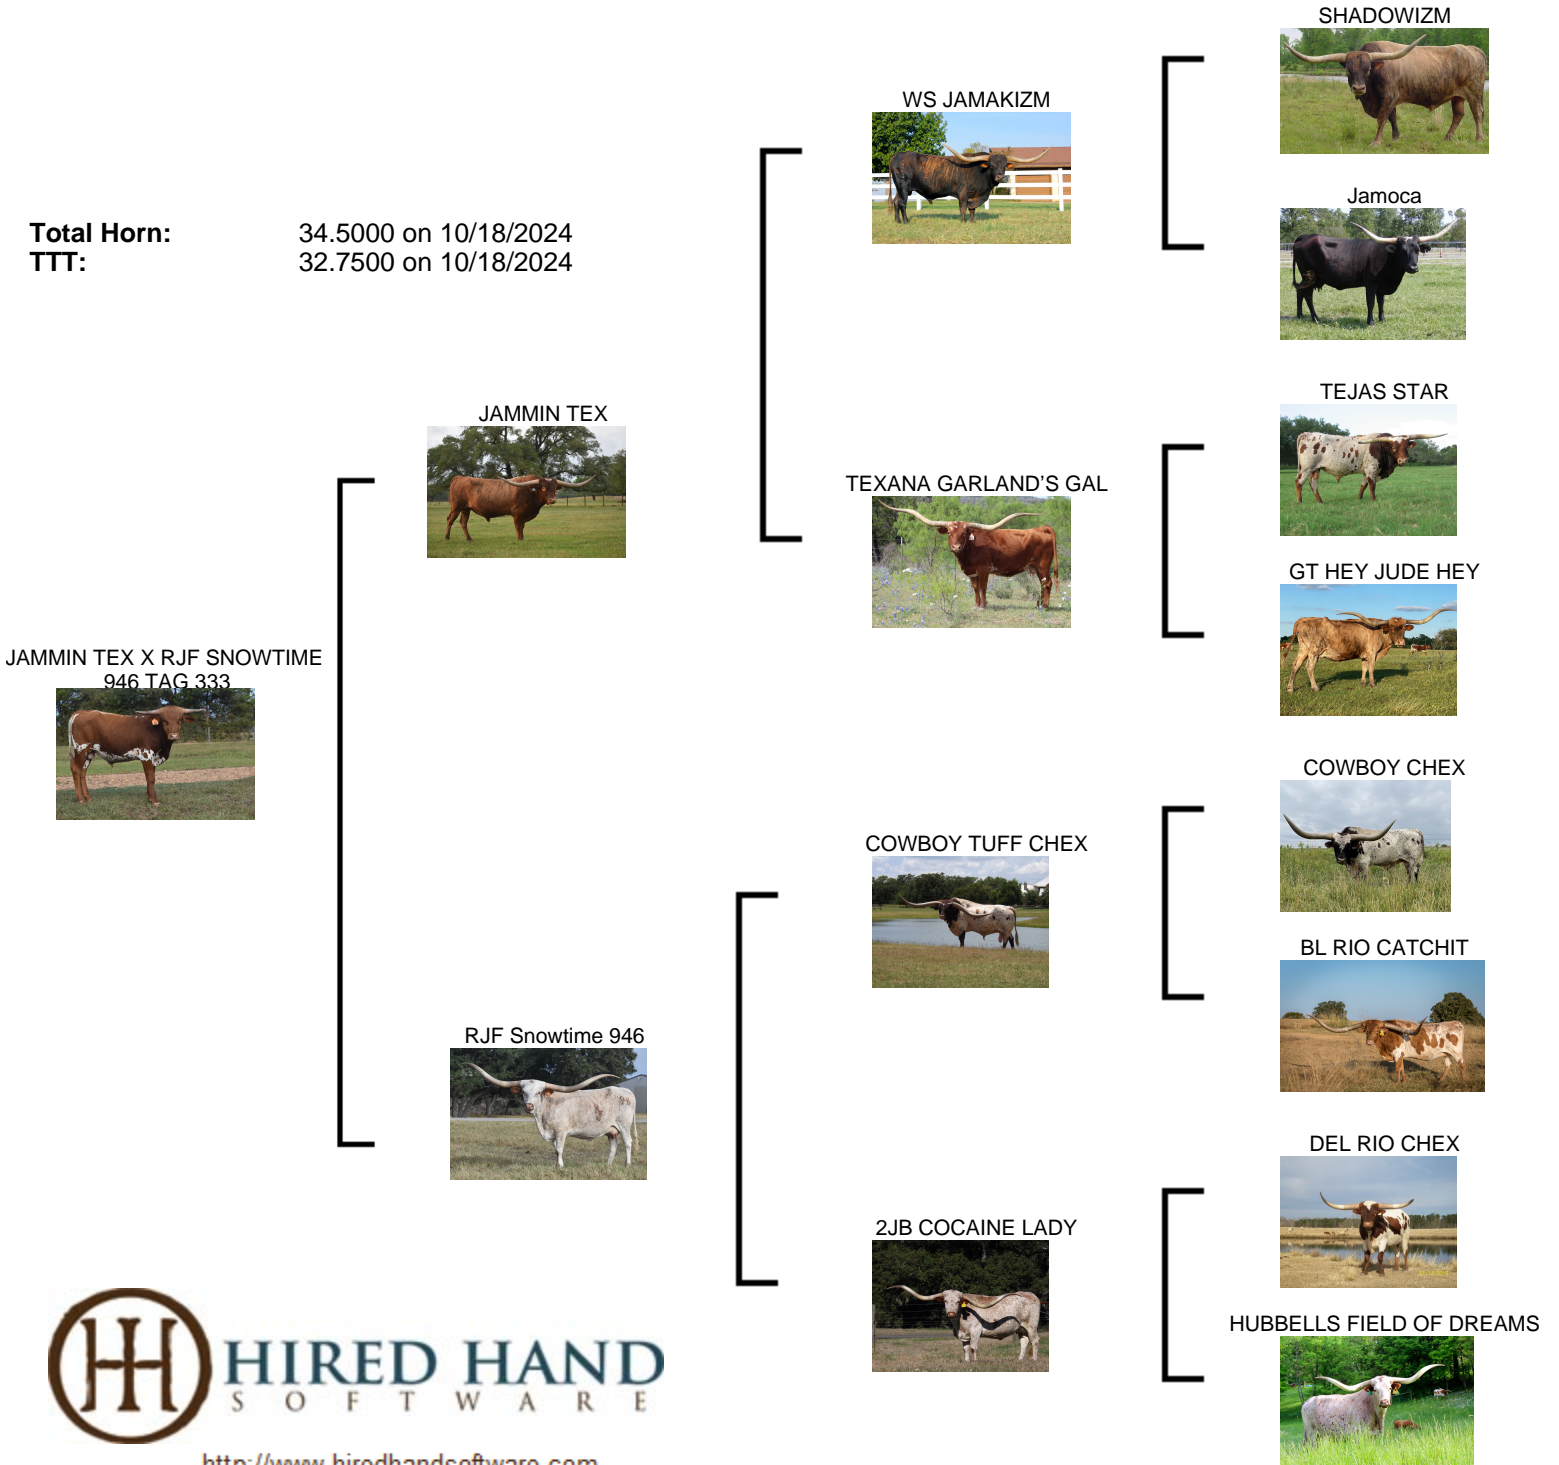 SHADOWIZM
WS JAMAKIZM
Jamoca
Total Horn: 34.5000 on 10/18/2024
TTT: 32.7500 on 10/18/2024
TEJAS STAR
JAMMIN TEX
TEXANA GARLAND'S GAL
GT HEY JUDE HEY
JAMMIN TEX X RJF SNOWTIME
946 TAG 333
COWBOY CHEX
COWBOY TUFF CHEX
BL RIO CATCHIT
RJF Snowtime 946
DEL RIO CHEX
2JB COCAINE LADY
HUBBELLS FIELD OF DREAMS
HIRED HAND
SOFTWARE
http://www.hiredhandsoftware.com